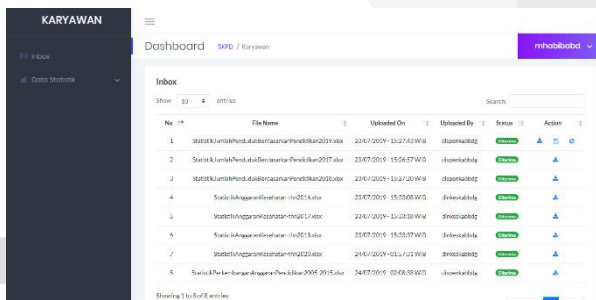 KARYAWAN
Dashboard SKPD / Karyawan
mhabibabd
Inbox
Data Statistik
Inbox
Show 10 entries
Search:
No File Name Uploaded On Uploaded By Status Action
1 StatistikJumlahPendudukBerdasarkanPendidikan2019.xlsx 23/07/2019 - 15:27:43 WIB dispenkabbdg Diterima
2 StatistikJumlahPendudukBerdasarkanPendidikan2017.xlsx 23/07/2019 - 15:26:57 WIB dispenkabbdg Diterima
3 StatistikJumlahPendudukBerdasarkanPendidikan2018.xlsx 23/07/2019 - 15:27:20 WIB dispenkabbdg Diterima
4 StatistikAnggaranKesehatan-thn2016.xlsx 23/07/2019 - 15:33:08 WIB dinkeskabbdg Diterima
5 StatistikAnggaranKesehatan-thn2017.xlsx 23/07/2019 - 15:33:18 WIB dinkeskabbdg Diterima
6 StatistikAnggaranKesehatan-thn2018.xlsx 23/07/2019 - 15:33:37 WIB dinkeskabbdg Diterima
7 StatistikAnggaranKesehatan-thn2020.xlsx 24/07/2019 - 01:57:01 WIB dinkeskabbdg Diterima
8 StatistikPerkembanganAnggaranPendidikan2005-2015.xlsx 24/07/2019 - 02:08:38 WIB dispenkabbdg Diterima
Showing 1 to 8 of 8 entries